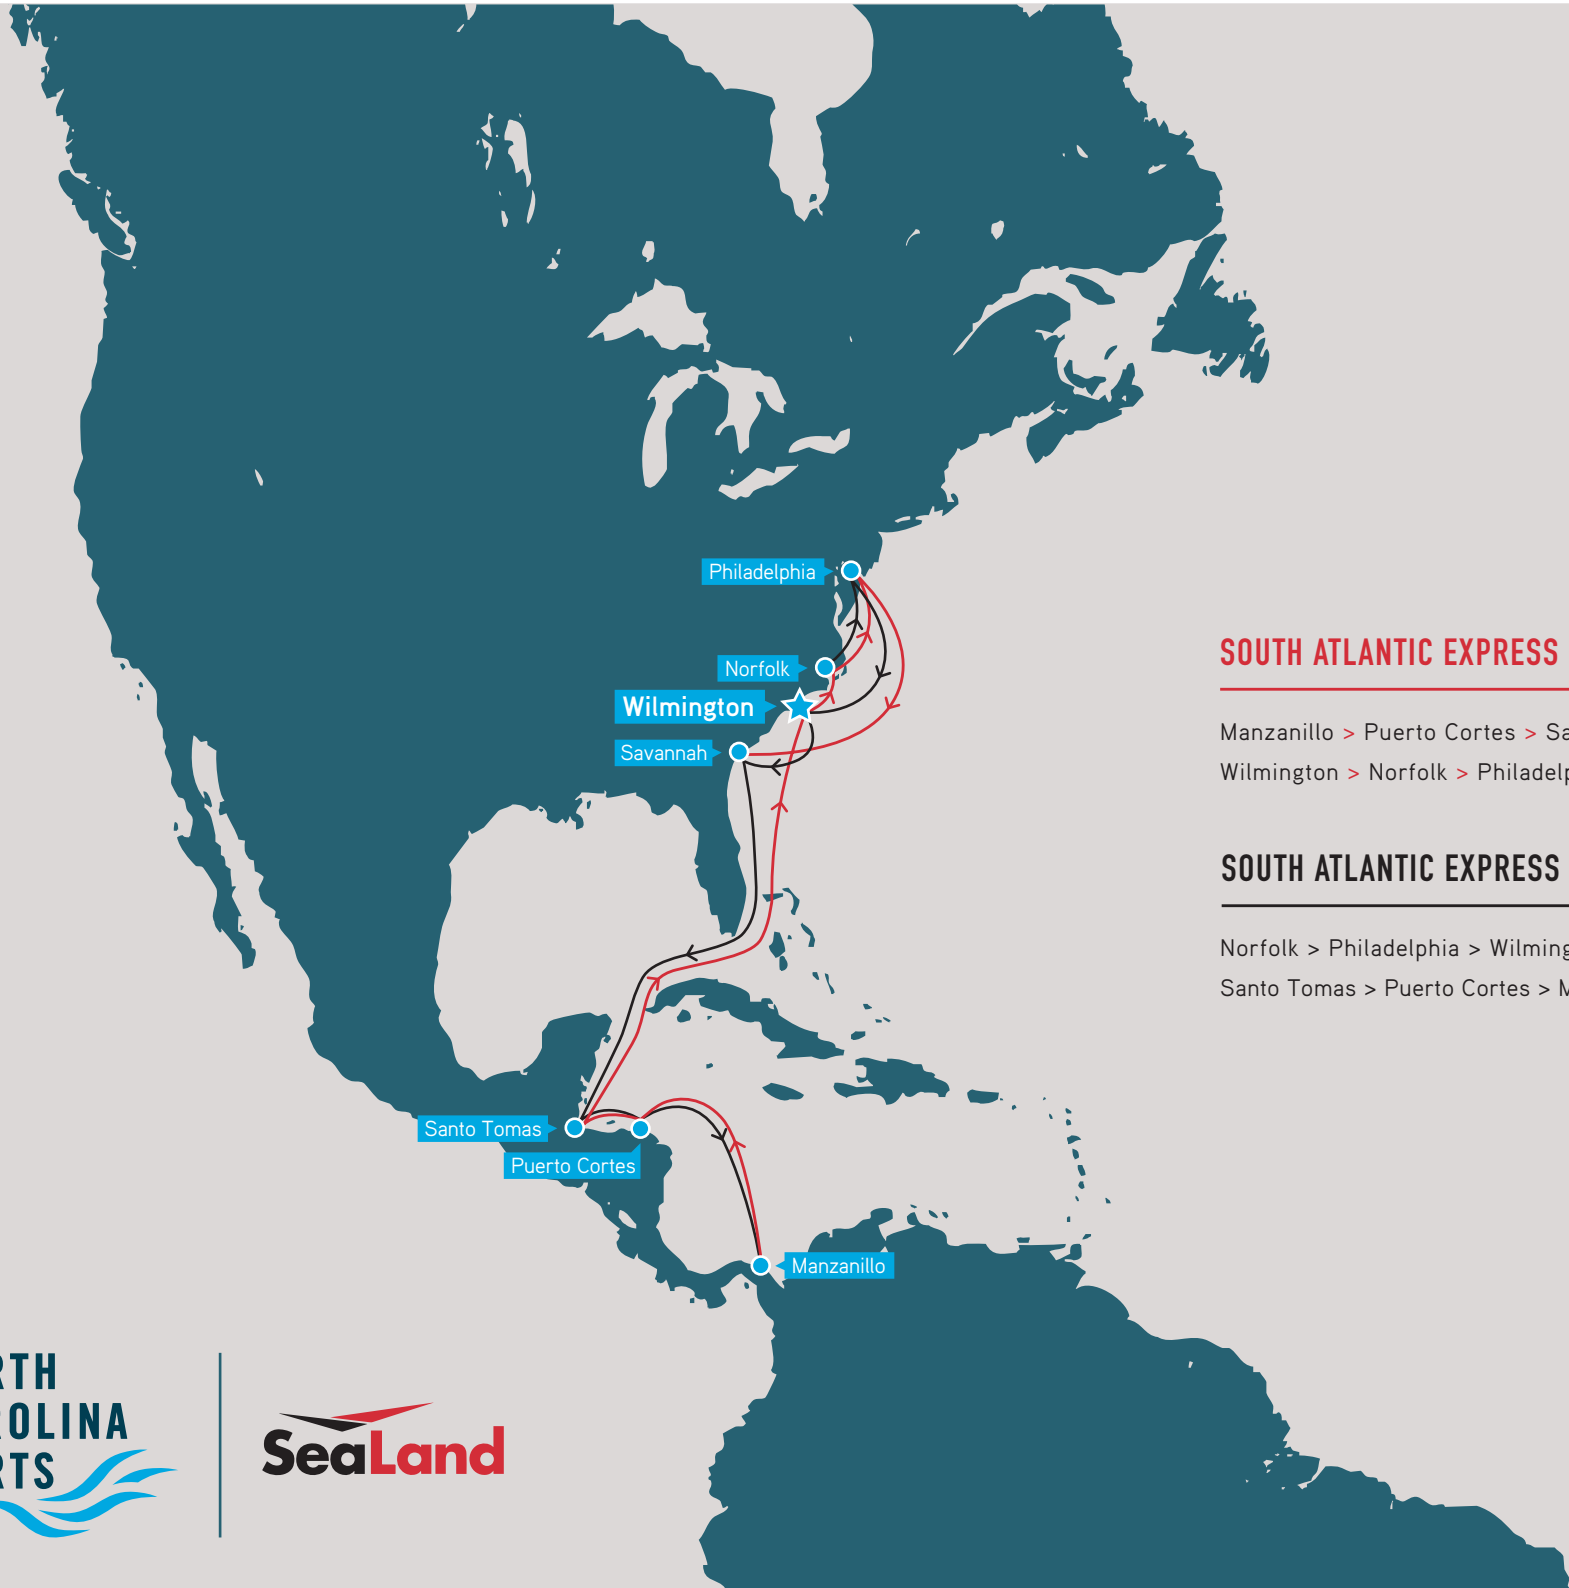 Philadelphia
Norfolk
Wilmington
Savannah
Santo Tomas
Puerto Cortes
Manzanillo
SOUTH ATLANTIC EXPRESS
Manzanillo > Puerto Cortes >
Wilmington > Norfolk >
SOUTH ATLANTIC EXPRESS
Norfolk > Philadelphia >
Santo Tomas > Puerto Cortes >
SeaLand